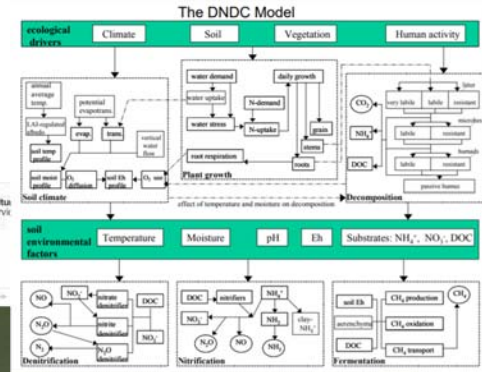 The DNDC Model
ecological drivers
Climate
Soil
Vegetation
Human activity
annual average temp.
potential evapotrans.
LAI-regulated albedo
evap.
trans.
vertical water flow
soil temp profile
soil moist profile
O₂ diffusion
soil Eh profile
O₂ use
Soil climate
water demand
daily growth
water uptake
N-demand
water stress
N-uptake
grain
stems
roots
root respiration
Plant growth
litter
CO₂
very labile
labile
resistant
microbes
NH₄⁺
labile
resistant
humads
DOC
labile
resistant
passive humus
Decomposition
effect of temperature and moisture on decomposition
soil environmental factors
Temperature
Moisture
pH
Eh
Substrates: NH₄⁺, NO₃⁻, DOC
NO
NO₃⁻
nitrate denitrifier
DOC
N₂O
nitrite denitrifier
N₂
N₂O denitrifier
NO₃⁻
Denitrification
DOC
nitrifiers
NH₄⁺
NO₃⁻
clay-NH₄⁺
NH₃
N₂O
NO
NH₃
Nitrification
soil Eh
CH₄ production
CH₄
aerenchyma
CH₄ oxidation
DOC
CH₄ transport
Fermentation